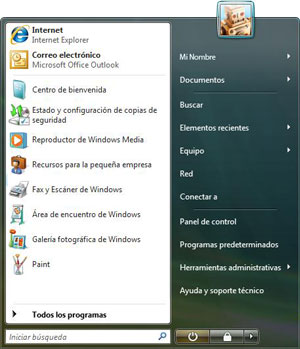 Internet
Internet Explorer
Correo electrónico
Microsoft Office Outlook
Centro de bienvenida
Estado y configuración de copias de
seguridad
Reproductor de Windows Media
Recursos para la pequeña empresa
Fax y Escáner de Windows
Área de encuentro de Windows
Galería fotográfica de Windows
Paint
Todos los programas
Iniciar búsqueda
Mi Nombre
Documentos
Buscar
Elementos recientes
Equipo
Red
Conectar a
Panel de control
Programas predeterminados
Herramientas administrativas
Ayuda y soporte técnico